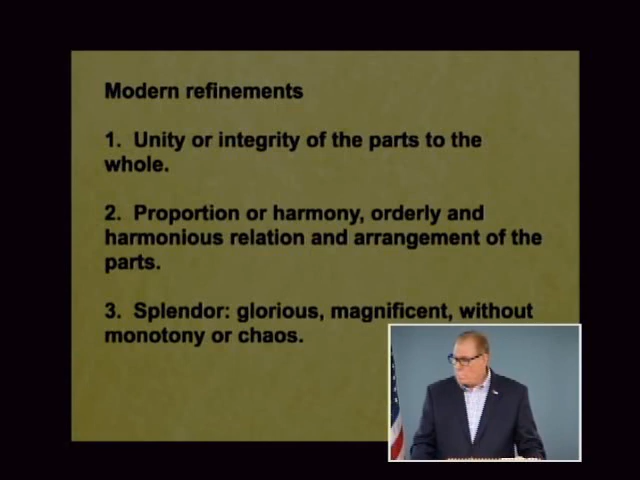 Modern refinements
1. Unity or integrity of the parts to the
whole.
2. Proportion or harmony, orderly and
harmonious relation and arrangement of the
parts.
3. Splendor: glorious, magnificent, without
monotony or chaos.